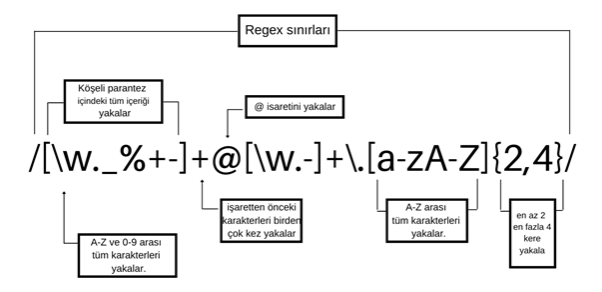 Regex sınırları
Köşeli parantez
içindeki tüm içeriği
yakalar
@ isaretini yakalar
/[\w._%+-]+@[\w.-]+\.[a-zA-Z]{2,4}/
işaretten önceki
karakterleri birden
çok kez yakalar
A-Z arası
tüm karakterleri
yakalar.
en az 2
en fazla 4
kere
yakala
A-Z ve 0-9 arası
tüm karakterleri
yakalar.